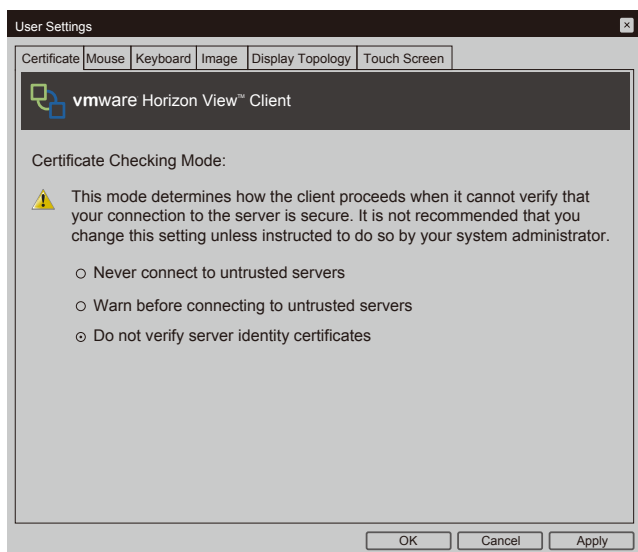 User Settings
Certificate Mouse Keyboard Image Display Topology Touch Screen
vmware Horizon View™ Client
Certificate Checking Mode:
This mode determines how the client proceeds when it cannot verify that
your connection to the server is secure. It is not recommended that you
change this setting unless instructed to do so by your system administrator.
Never connect to untrusted servers
Warn before connecting to untrusted servers
Do not verify server identity certificates
OK Cancel Apply